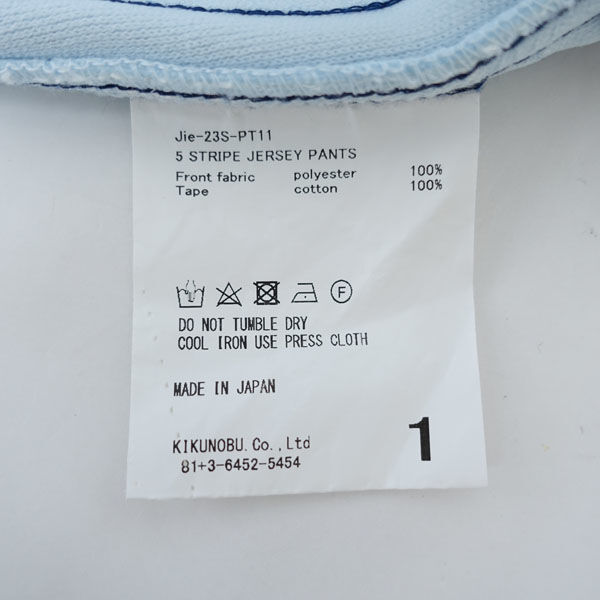 Jie-23S-PT11
5 STRIPE JERSEY PANTS
Front fabric polyester 100%
Tape cotton 100%
F
DO NOT TUMBLE DRY
COOL IRON USE PRESS CLOTH
MADE IN JAPAN
KIKUNOBU.Co.,Ltd
81+3-6452-5454
1